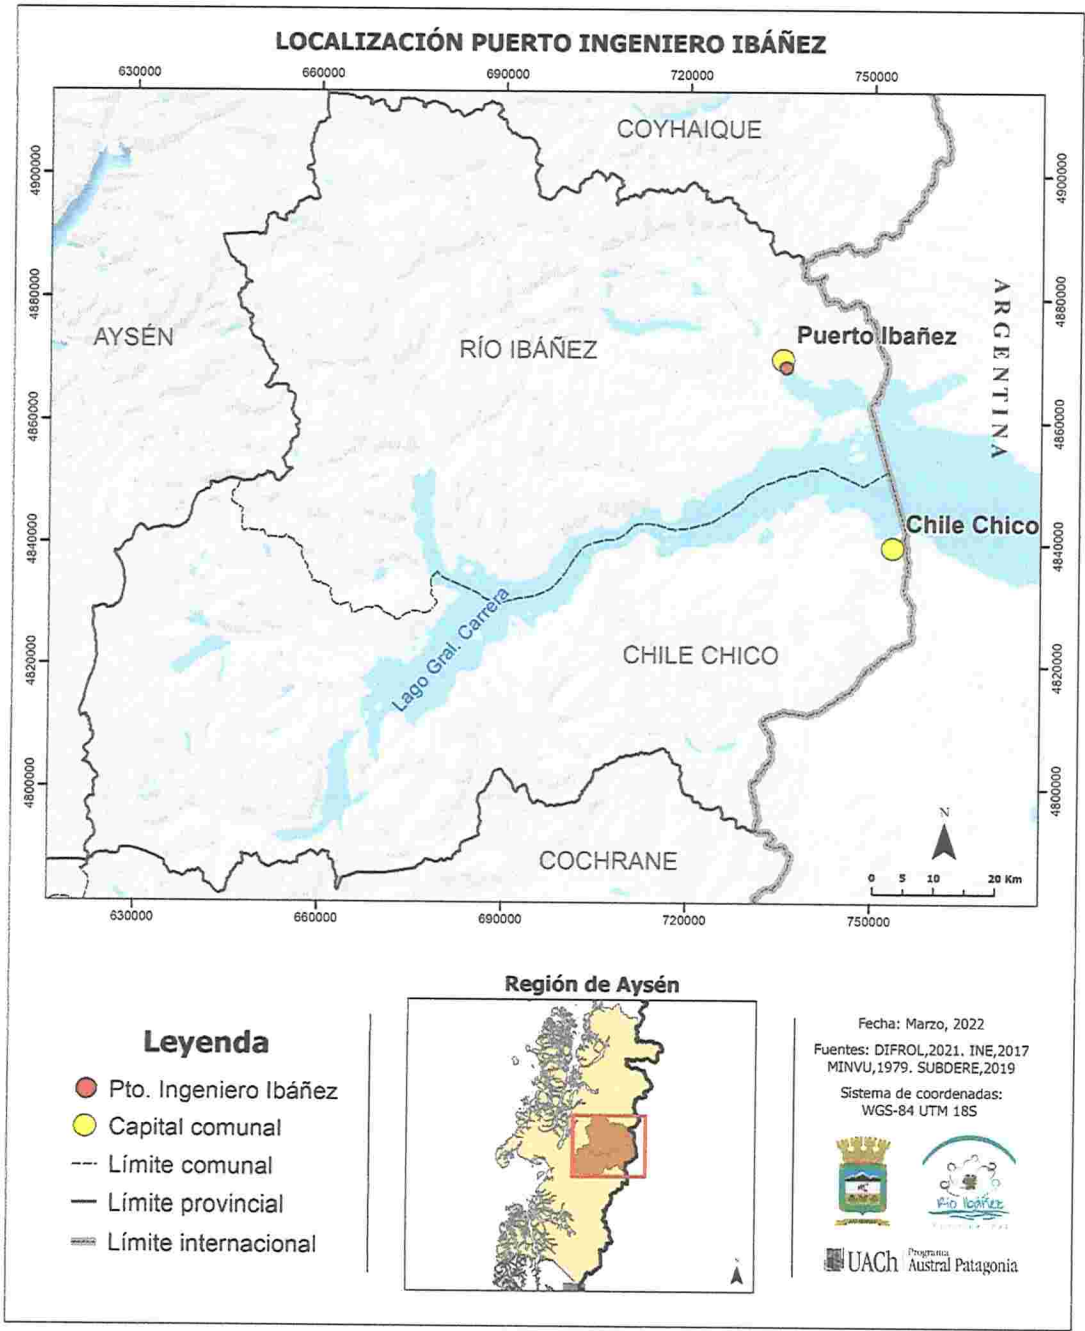 LOCALIZACIÓN PUERTO INGENIERO IBÁÑEZ
630000
660000
690000
720000
750000
COYHAIQUE
4900000
4900000
4880000
4880000
ARGENTINA
AYSÉN
RÍO IBÁÑEZ
Puerto Ibañez
4860000
4860000
Chile Chico
4840000
4840000
Lago Gral. Carrera
CHILE CHICO
4820000
4820000
4800000
4800000
N
COCHRANE
0 5 10 20 Km
630000
660000
690000
720000
750000
Región de Aysén
Leyenda
Pto. Ingeniero Ibáñez
Capital comunal
Límite comunal
Límite provincial
Límite internacional
Fecha: Marzo, 2022
Fuentes: DIFROL,2021. INE,2017
MINVU,1979. SUBDERE,2019
Sistema de coordenadas:
WGS-84 UTM 18S
Río Ibáñez
UACh
Programa
Austral Patagonia